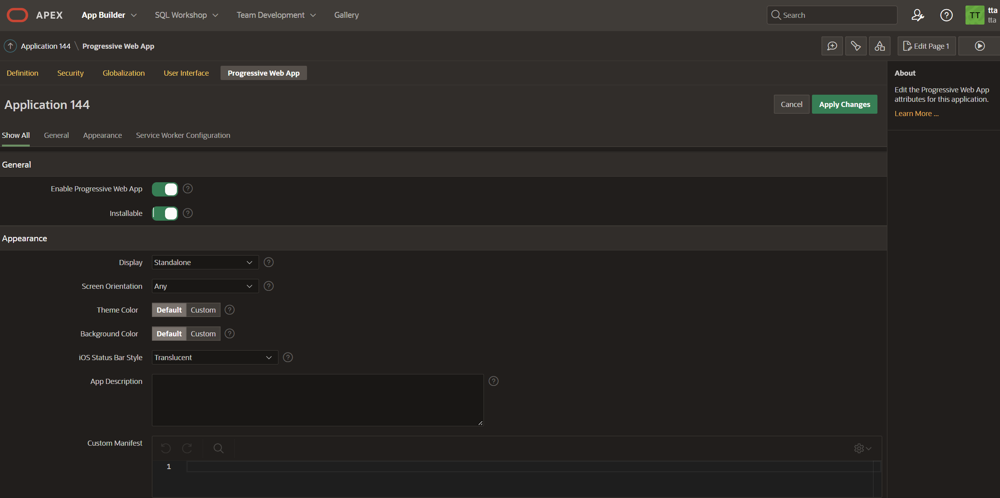 APEX App Builder SQL Workshop Team Development Gallery Search TT tta
tta
Application 144 \ Progressive Web App Edit Page 1
Definition Security Globalization User Interface Progressive Web App
About
Edit the Progressive Web App
attributes for this application.
Learn More ...
Application 144 Cancel Apply Changes
Show All General Appearance Service Worker Configuration
General
Enable Progressive Web App
Installable
Appearance
Display Standalone
Screen Orientation Any
Theme Color Default Custom
Background Color Default Custom
iOS Status Bar Style Translucent
App Description
Custom Manifest
1